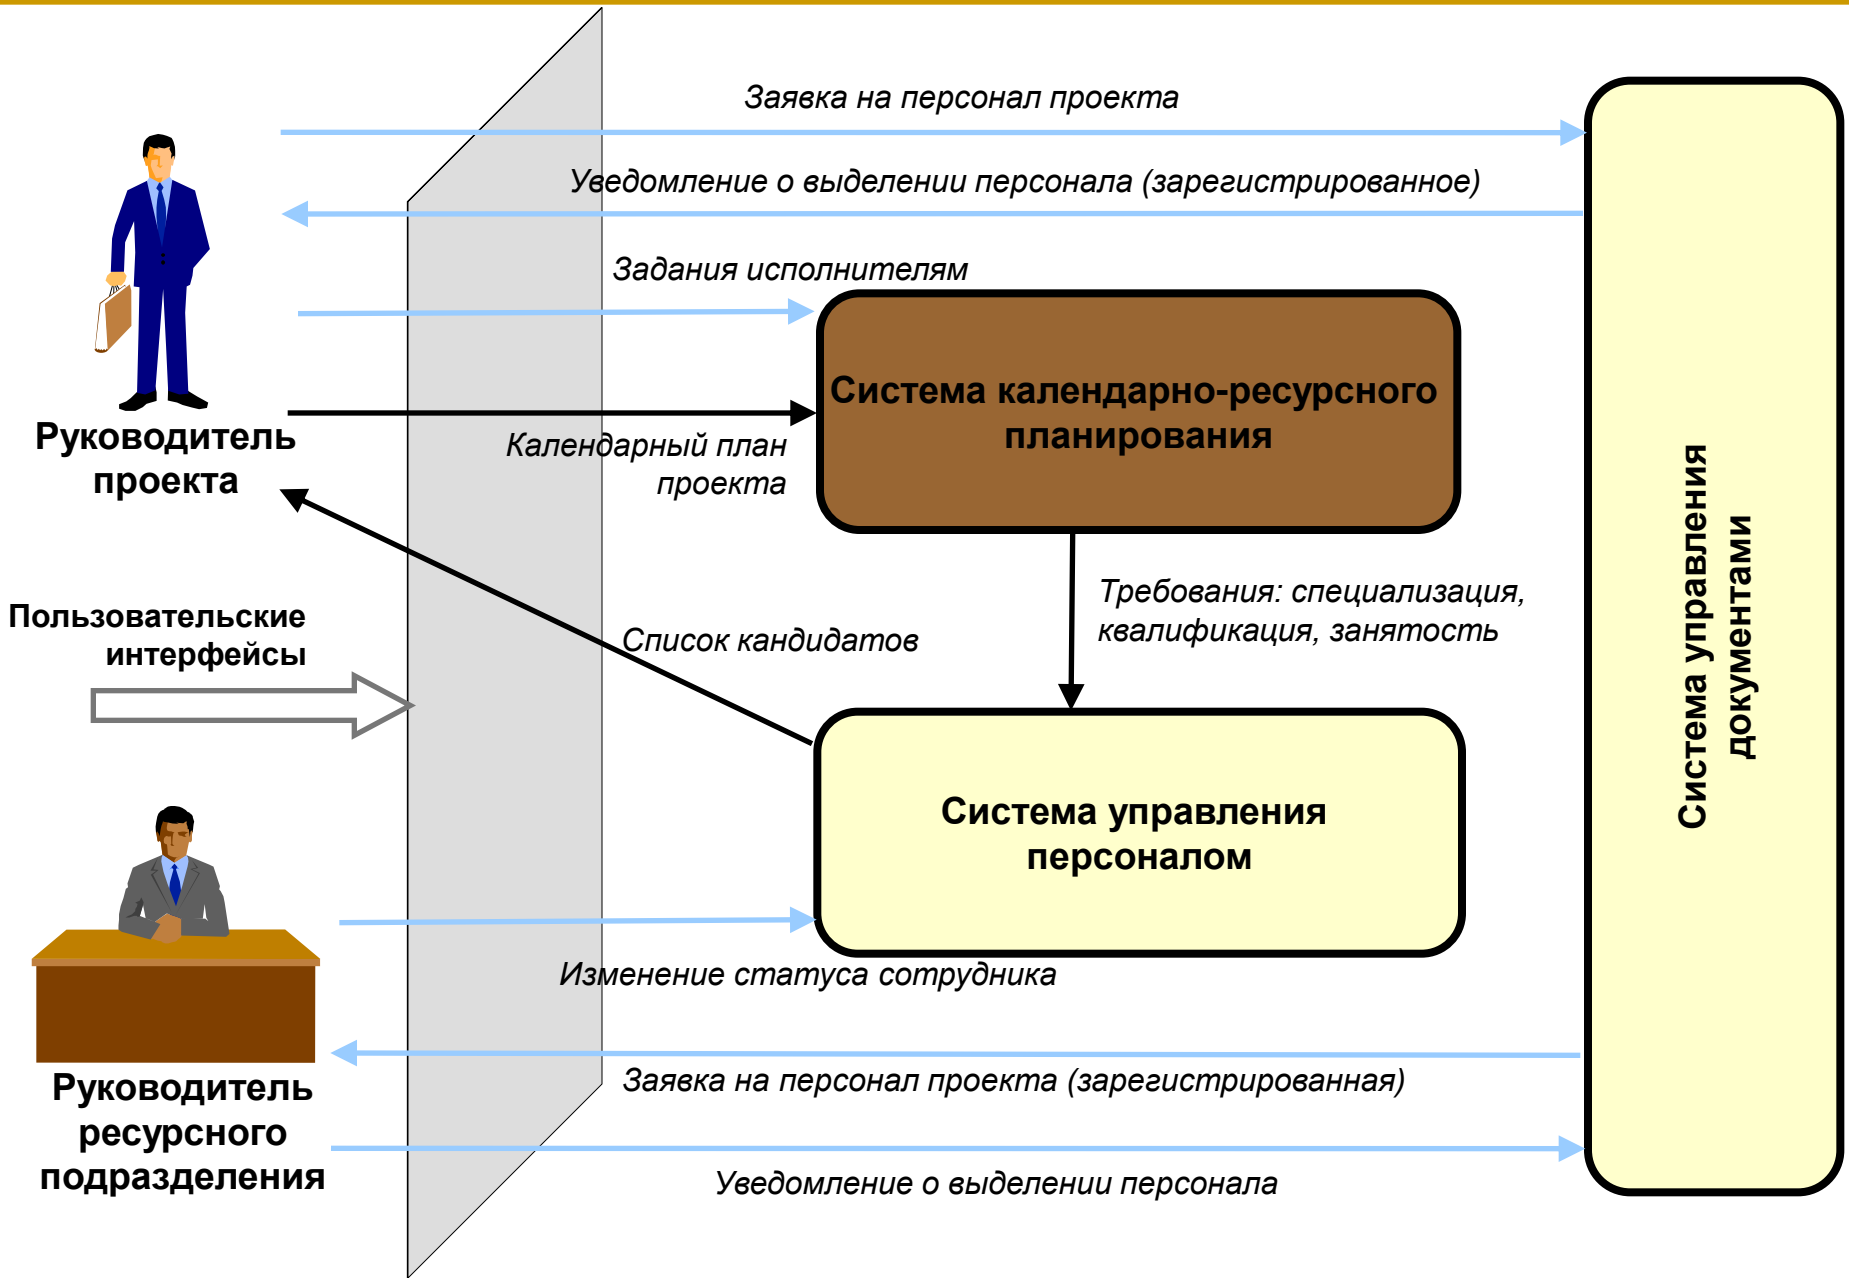 Заявка на персонал проекта
Уведомление о выделении персонала (зарегистрированное)
Задания исполнителям
Система календарно-ресурсного
планирования
Руководитель
проекта
Календарный план
проекта
Требования: специализация,
квалификация, занятость
Пользовательские
интерфейсы
Список кандидатов
Система управления
документами
Система управления
персоналом
Изменение статуса сотрудника
Заявка на персонал проекта (зарегистрированная)
Руководитель
ресурсного
подразделения
Уведомление о выделении персонала